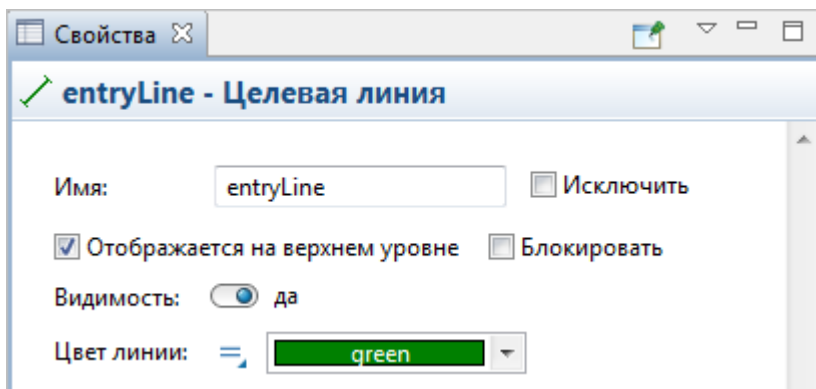 Свойства
entryLine - Целевая линия
Имя: entryLine Исключить
Отображается на верхнем уровне Блокировать
Видимость: да
Цвет линии: green